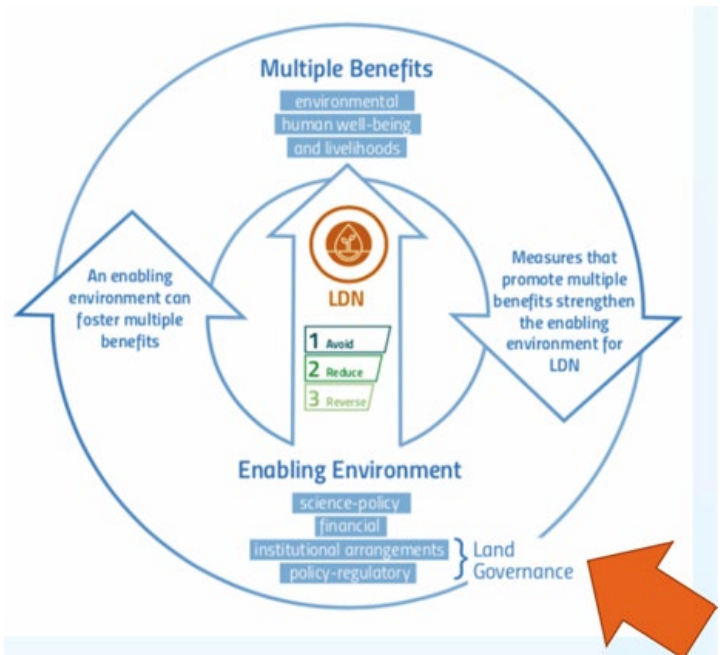 Multiple Benefits
environmental
human well-being
and livelihoods
An enabling
environment can
foster multiple
benefits
LDN
1 Avoid
2 Reduce
3 Reverse
Measures that
promote multiple
benefits strengthen
the enabling
environment for
LDN
Enabling Environment
science-policy
financial
institutional arrangements
policy-regulatory
Land
Governance